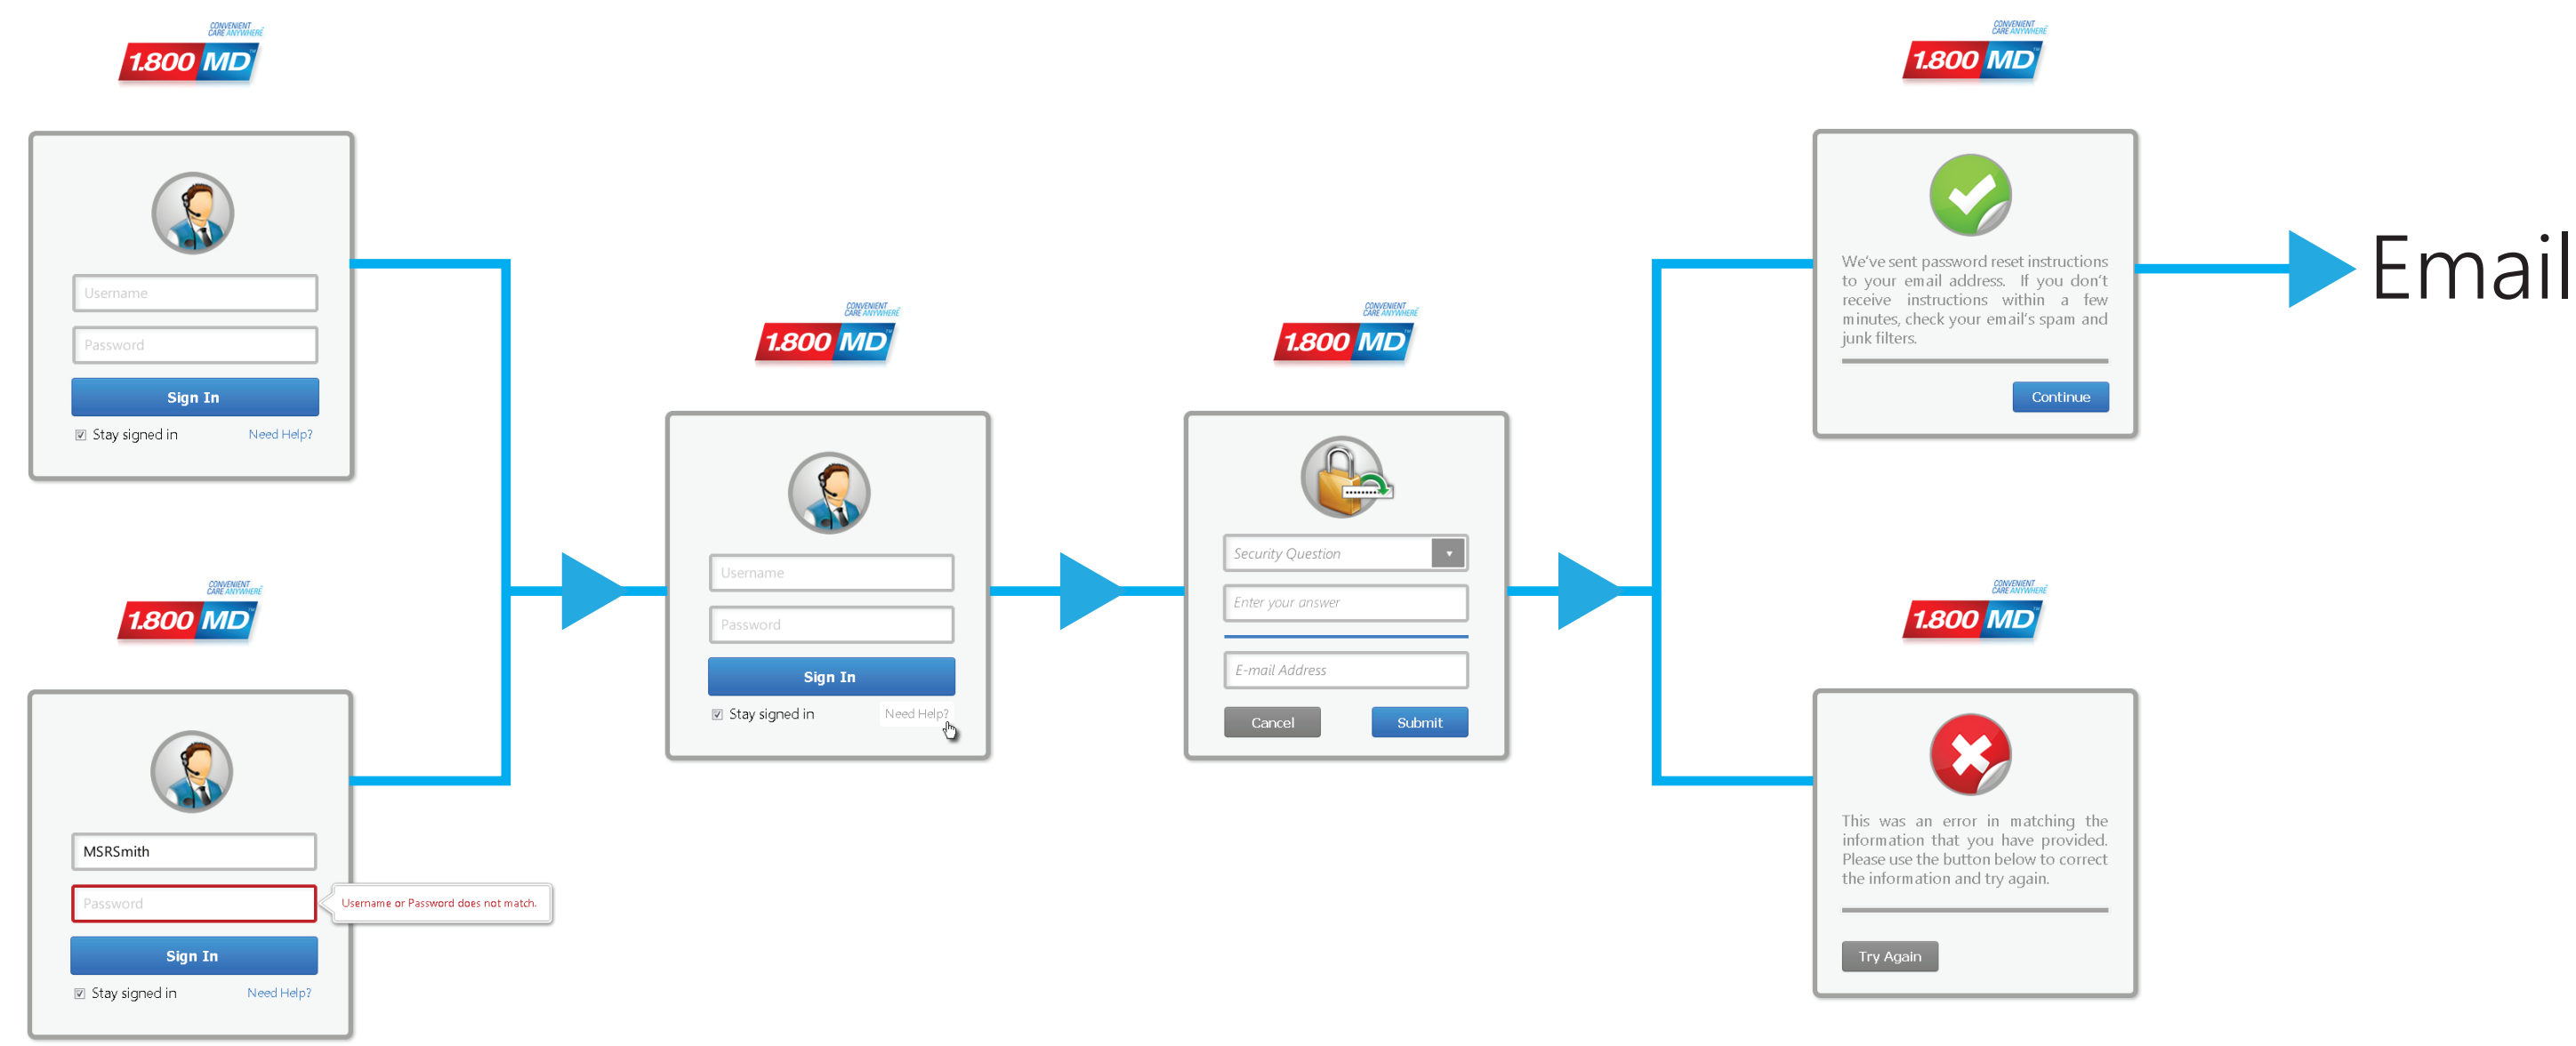 CONVENIENT
CARE ANYWHERE
1.800 MD™
Username
Password
Sign In
Stay signed in
Need Help?
CONVENIENT
CARE ANYWHERE
1.800 MD™
MSRSmith
Password
Username or Password does not match.
Sign In
Stay signed in
Need Help?
CONVENIENT
CARE ANYWHERE
1.800 MD™
Username
Password
Sign In
Stay signed in
Need Help?
CONVENIENT
CARE ANYWHERE
1.800 MD™
Security Question
Enter your answer
E-mail Address
Cancel
Submit
CONVENIENT
CARE ANYWHERE
1.800 MD™
We've sent password reset instructions
to your email address. If you don't
receive instructions within a few
minutes, check your email's spam and
junk filters.
Continue
Email
CONVENIENT
CARE ANYWHERE
1.800 MD™
This was an error in matching the
information that you have provided.
Please use the button below to correct
the information and try again.
Try Again